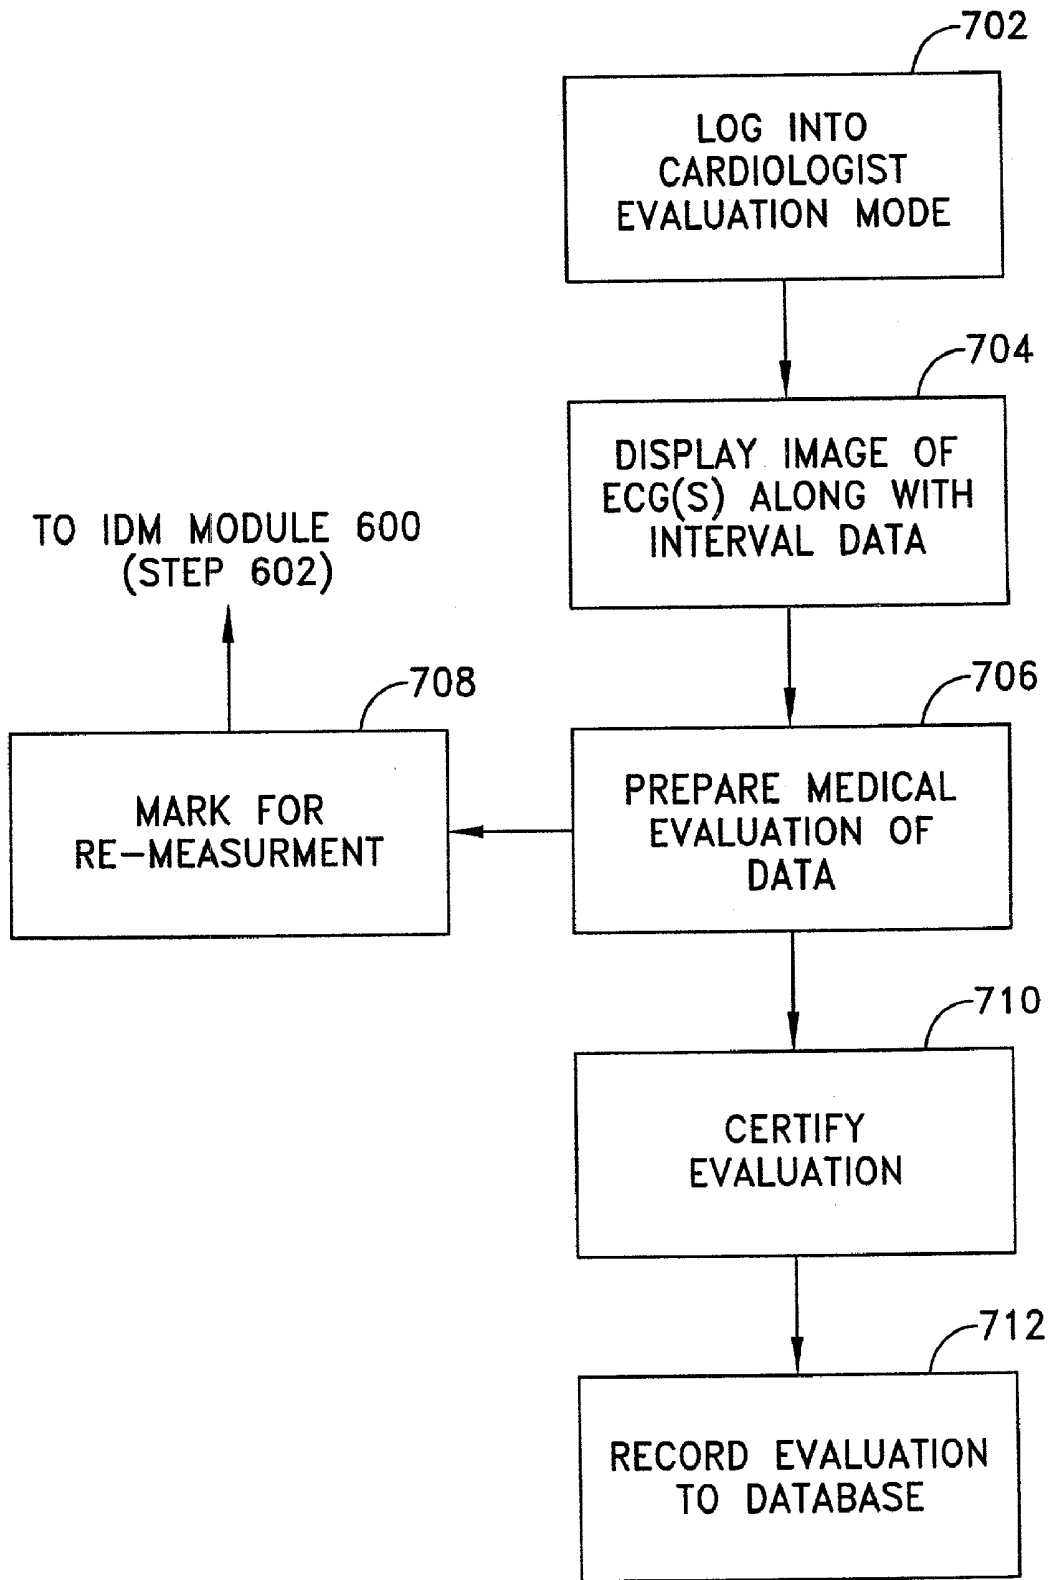 702
LOG INTO
CARDIOLOGIST
EVALUATION MODE
704
DISPLAY IMAGE OF
ECG(S) ALONG WITH
INTERVAL DATA
TO IDM MODULE 600
(STEP 602)
706
PREPARE MEDICAL
EVALUATION OF
DATA
708
MARK FOR
RE-MEASURMENT
710
CERTIFY
EVALUATION
712
RECORD EVALUATION
TO DATABASE